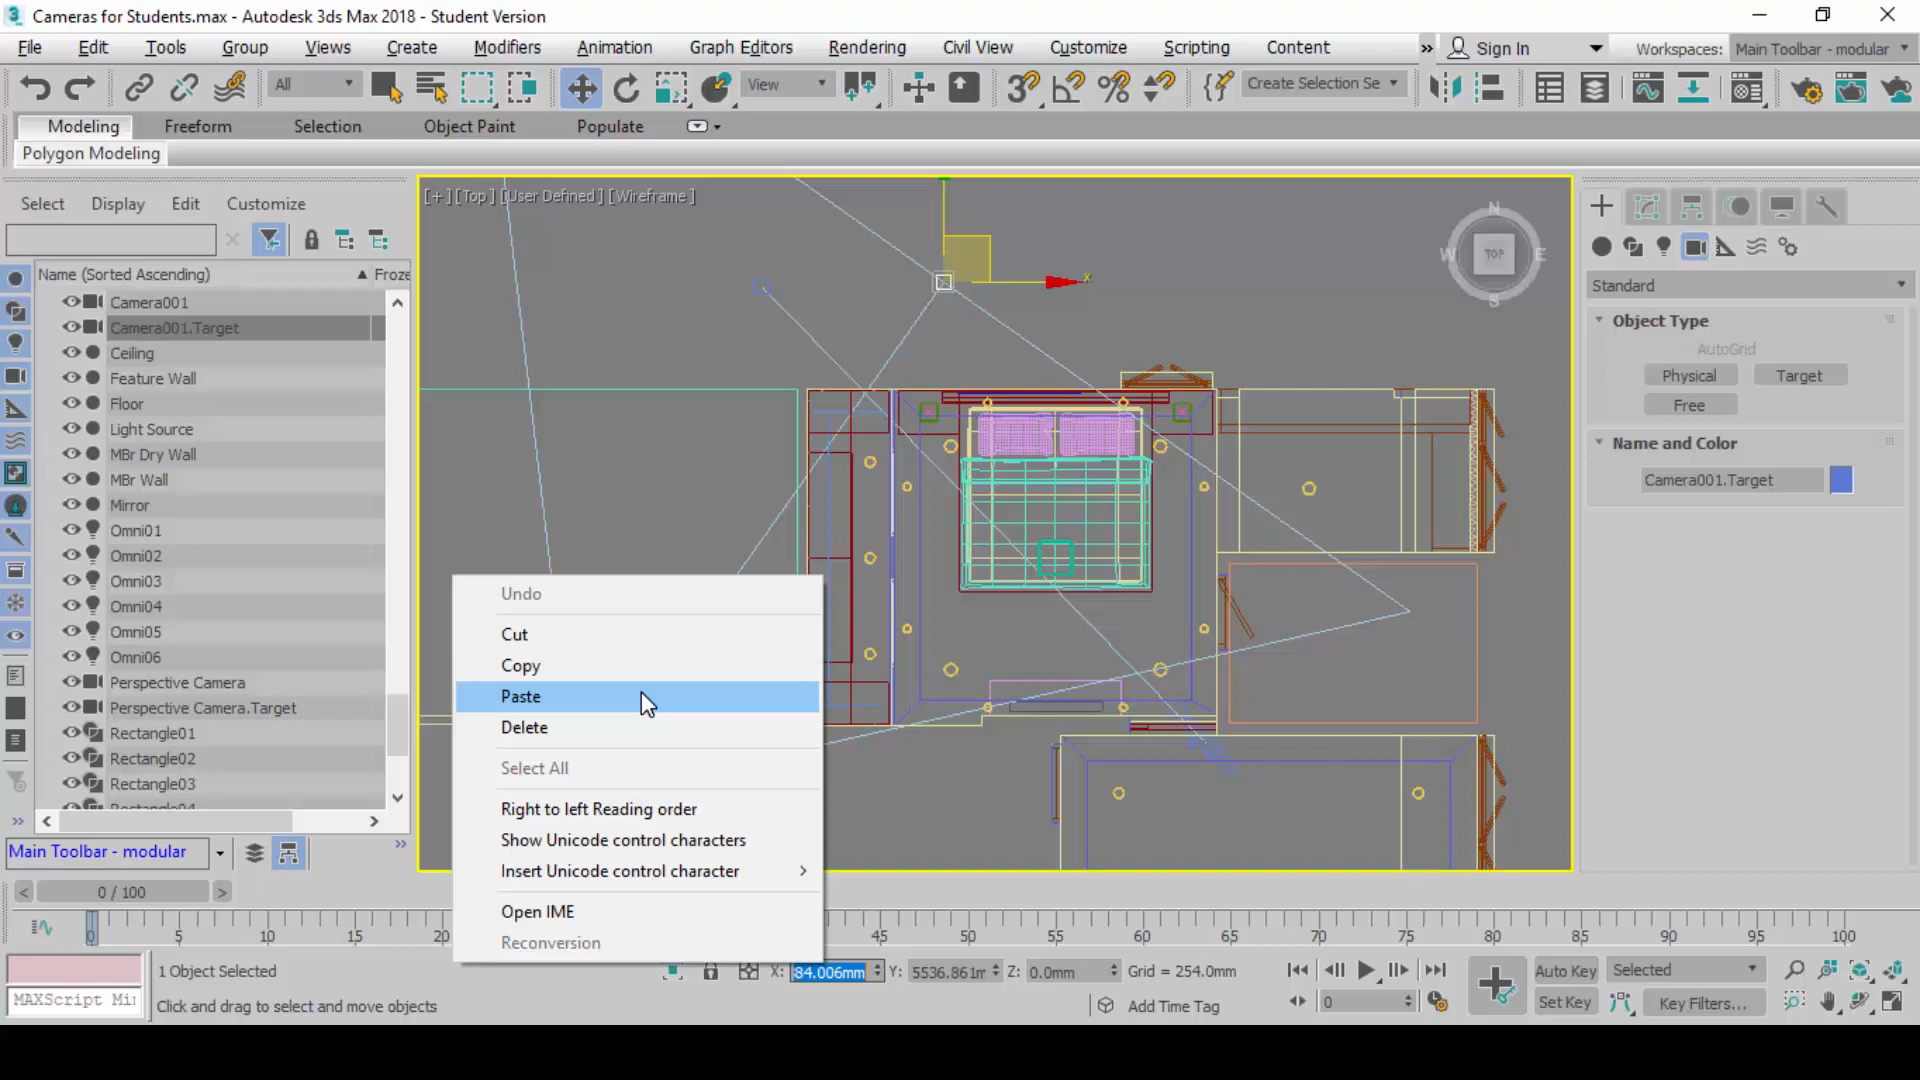 Cameras for Students.max - Autodesk 3ds Max 2018 - Student Version
File Edit Tools Group Views Create Modifiers Animation Graph Editors Rendering Civil View Customize Scripting Content » Sign In Workspaces: Main Toolbar - modular
All View Create Selection Se
Modeling Freeform Selection Object Paint Populate
Polygon Modeling
Select Display Edit Customize
Name (Sorted Ascending) Froze
Camera001
Camera001.Target
Ceiling
Feature Wall
Floor
Light Source
MBr Dry Wall
MBr Wall
Mirror
Omni01
Omni02
Omni03
Omni04
Omni05
Omni06
Perspective Camera
Perspective Camera.Target
Rectangle01
Rectangle02
Rectangle03
Rectangle04
Main Toolbar - modular
[+] [Top] [User Defined] [Wireframe]
x
N
W TOP E
S
Undo
Cut
Copy
Paste
Delete
Select All
Right to left Reading order
Show Unicode control characters
Insert Unicode control character
Open IME
Reconversion
Standard
Object Type
AutoGrid
Physical Target
Free
Name and Color
Camera001.Target
< 0 / 100 >
0 5 10 15 20 45 50 55 60 65 70 75 80 85 90 95 100
1 Object Selected X: 84.006mm Y: 5536.861m Z: 0.0mm Grid = 254.0mm Auto Key Selected
MAXScript Mi Click and drag to select and move objects Add Time Tag 0 Set Key Key Filters...